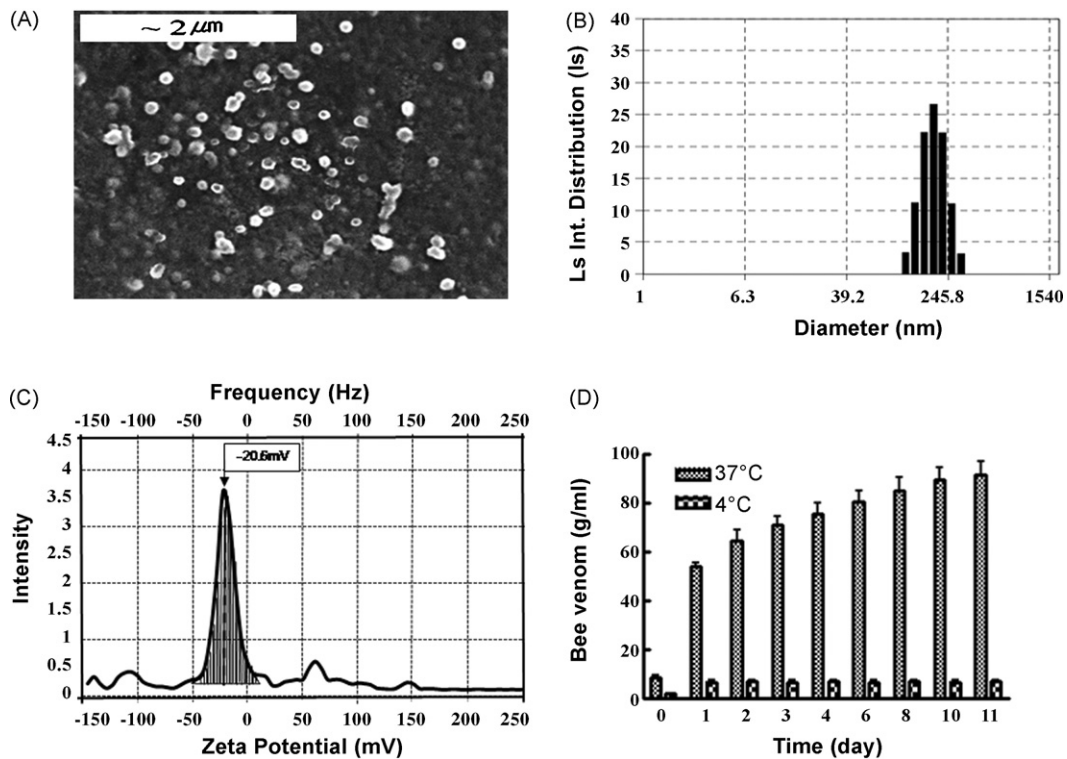 (A)
~ 2 μm
(B)
Ls Int. Distribution (Is)
40
35
30
25
20
15
10
5
0
1 6.3 39.2 245.8 1540
Diameter (nm)
(C)
Frequency (Hz)
-150 -100 -50 0 50 100 150 200 250
4.5
4
3.5
3
2.5
2
1
0.5
0
Intensity
-20.6mV
-150 -100 -50 0 50 100 150 200 250
Zeta Potential (mV)
(D)
Bee venom (g/ml)
100
80
60
40
20
0
37°C
4°C
0 1 2 3 4 6 8 10 11
Time (day)